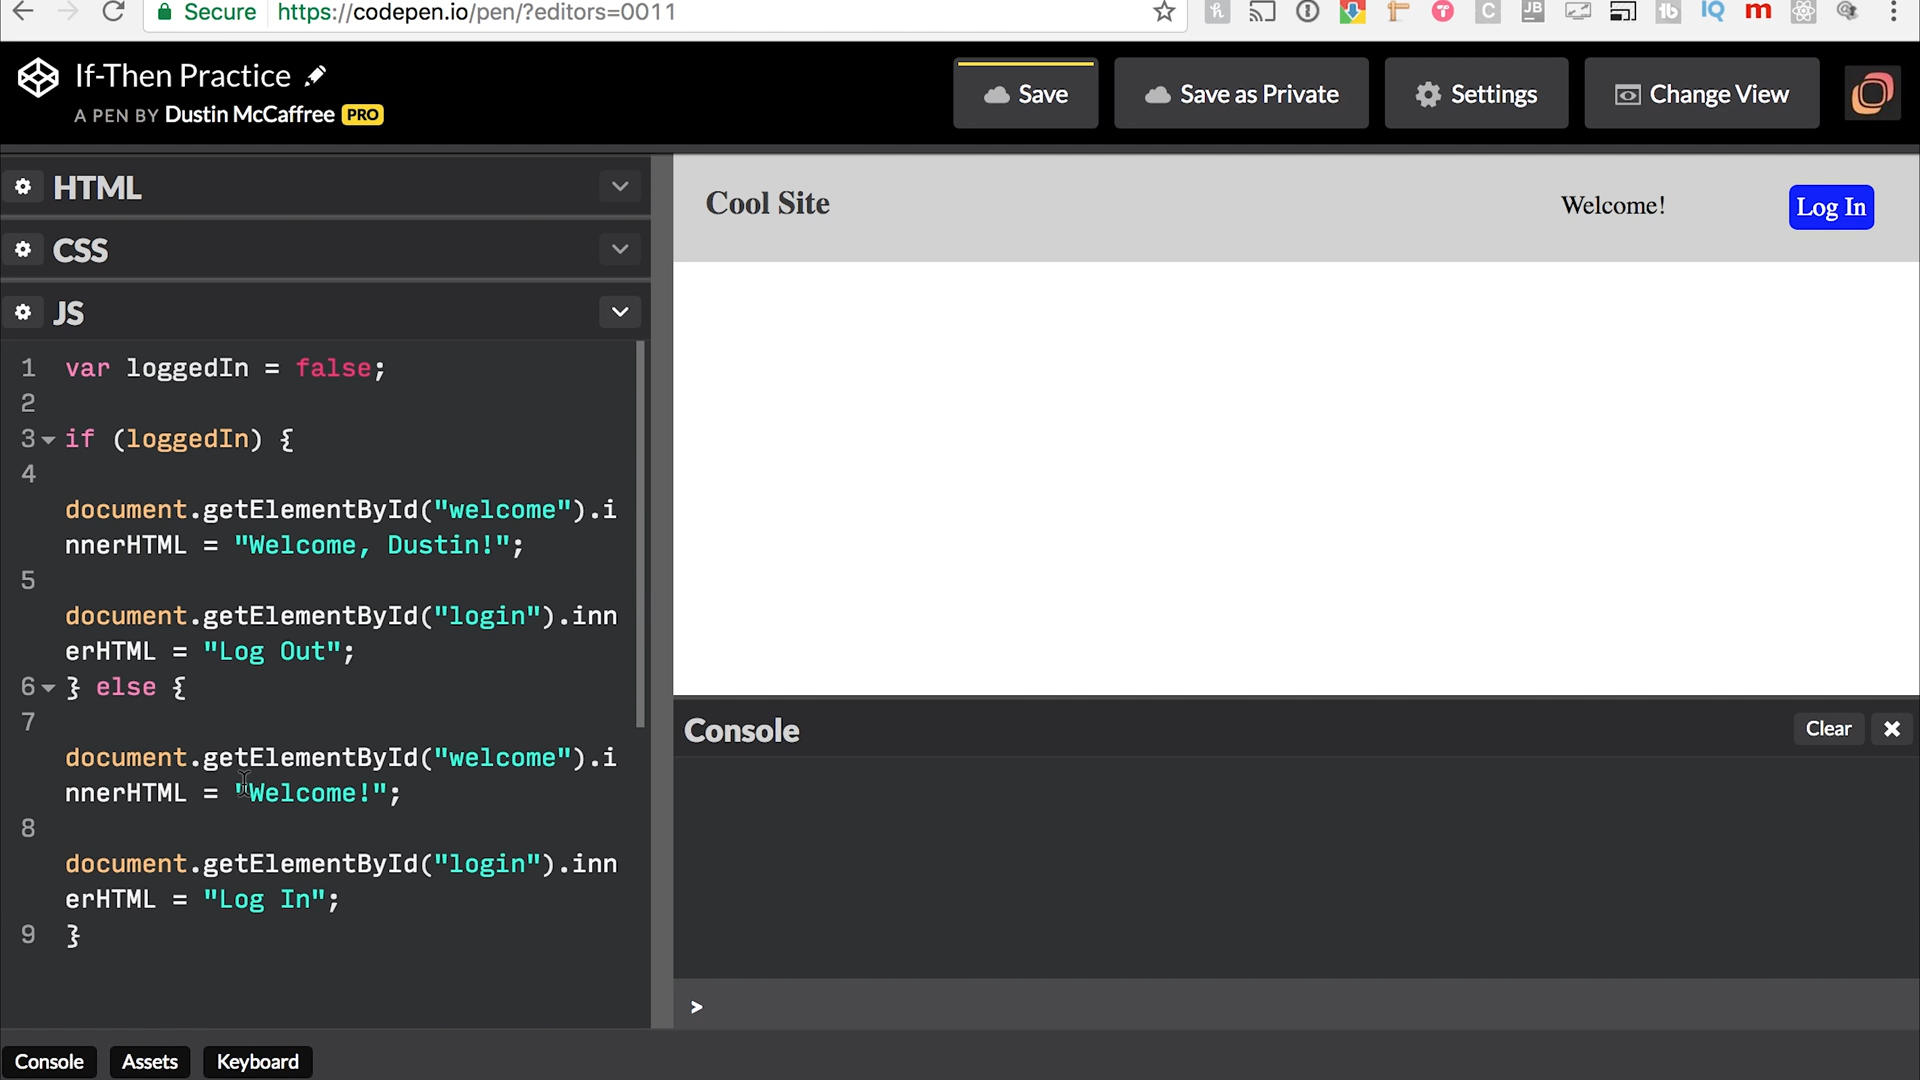 Secure https://codepen.io/pen/?editors=0011
If-Then Practice
A PEN BY Dustin McCaffree PRO
Save
Save as Private
Settings
Change View
HTML
CSS
JS
1 var loggedIn = false;
2
3 if (loggedIn) {
4
document.getElementById("welcome").i
nnerHTML = "Welcome, Dustin!";
5
document.getElementById("login").inn
erHTML = "Log Out";
6 } else {
7
document.getElementById("welcome").i
nnerHTML = "Welcome!";
8
document.getElementById("login").inn
erHTML = "Log In";
9 }
Cool Site
Welcome!
Log In
Console
Clear
>
Console
Assets
Keyboard